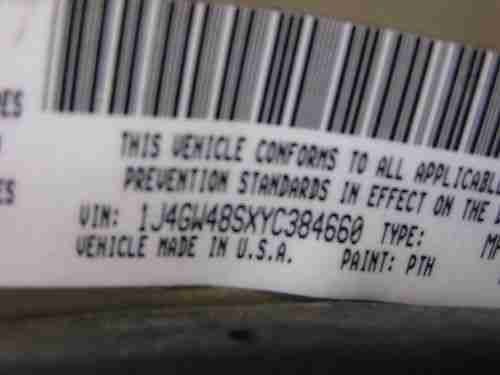 THIS VEHICLE CONFORMS TO ALL APPLICABL
PREVENTION STANDARDS IN EFFECT ON THE
VIN: 1J4GW48SXYC384660 TYPE: MP
VEHICLE MADE IN U.S.A. PAINT: PTH